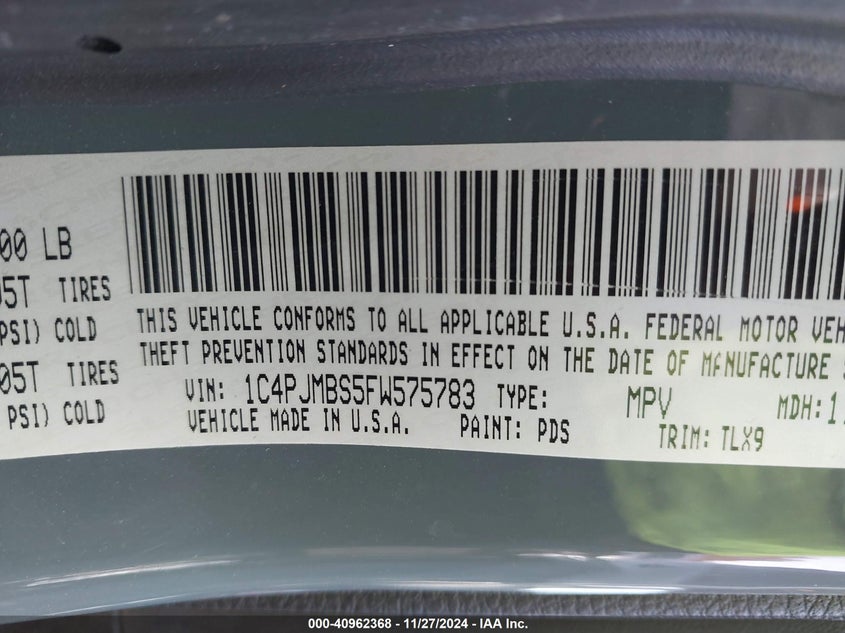 00 LB
05T TIRES
PSI) COLD
05T TIRES
PSI) COLD
THIS VEHICLE CONFORMS TO ALL APPLICABLE U.S.A. FEDERAL MOTOR VEH
THEFT PREVENTION STANDARDS IN EFFECT ON THE DATE OF MANUFACTURE
VIN: 1C4PJMBS5FW575783 TYPE: MPV MDH: 1
VEHICLE MADE IN U.S.A. PAINT: PDS TRIM: TLX9
000-40962368 - 11/27/2024 - IAA Inc.